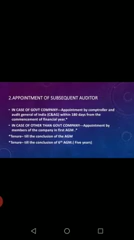 2.APPOINTMENT OF SUBSEQUENT AUDITOR
• IN CASE OF GOVT COMPANY—Appointment by comptroller and
audit general of India (C&AG) within 180 days from the
commencement of financial year.*
• IN CASE OF OTHER THAN GOVT COMPANY—Appointment by
members of the company in first AGM .*
*Tenure- till the conclusion of the AGM
*Tenure- till the conclusion of 6th AGM.( Five years)